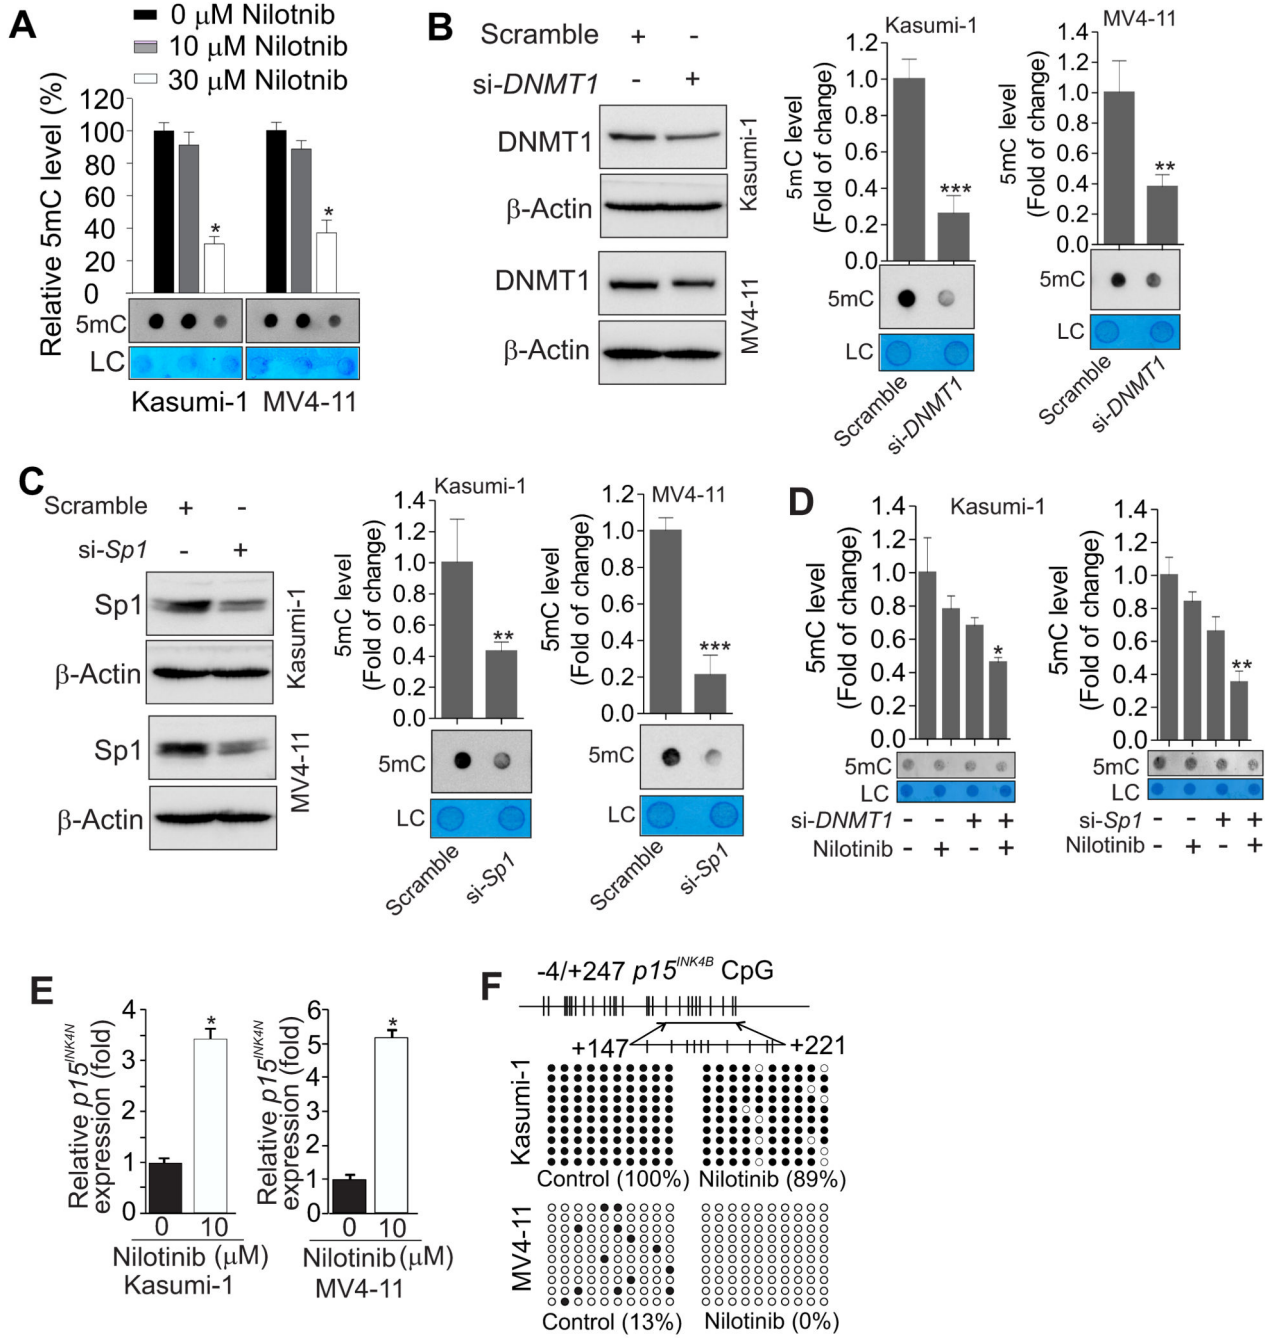 A
0 μM Nilotnib
10 μM Nilotnib
30 μM Nilotnib
Relative 5mC level (%)
120
100
80
60
40
20
0
*
*
5mC
LC
Kasumi-1 MV4-11
B
Scramble + -
si-DNMT1 - +
DNMT1
β-Actin
Kasumi-1
DNMT1
β-Actin
MV4-11
Kasumi-1
5mC level
(Fold of change)
1.2
1.0
0.8
0.6
0.4
0.2
0.0
***
5mC
LC
Scramble
si-DNMT1
MV4-11
5mC level
(Fold of change)
1.4
1.2
1.0
0.8
0.6
0.4
0.2
0.0
**
5mC
LC
Scramble
si-DNMT1
C
Scramble + -
si-Sp1 - +
Sp1
β-Actin
Kasumi-1
Sp1
β-Actin
MV4-11
Kasumi-1
5mC level
(Fold of change)
1.4
1.2
1.0
0.8
0.6
0.4
0.2
0.0
**
5mC
LC
Scramble
si-Sp1
MV4-11
5mC level
(Fold of change)
1.2
1.0
0.8
0.6
0.4
0.2
0.0
***
5mC
LC
Scramble
si-Sp1
D
Kasumi-1
5mC level
(Fold of change)
1.4
1.2
1.0
0.8
0.6
0.4
0.2
0.0
*
5mC
LC
si-DNMT1 - - + +
Nilotinib - + - +
5mC level
(Fold of change)
1.4
1.2
1.0
0.8
0.6
0.4
0.2
0.0
**
5mC
LC
si-Sp1 - - + +
Nilotinib - + - +
E
Relative p15INK4N
expression (fold)
4
3
2
1
0
*
0 10
Nilotinib (μM)
Kasumi-1
Relative p15INK4N
expression (fold)
6
5
4
3
2
1
0
*
0 10
Nilotinib (μM)
MV4-11
F
-4/+247 p15INK4B CpG
+147 +221
Kasumi-1
Control (100%) Nilotinib (89%)
MV4-11
Control (13%) Nilotinib (0%)